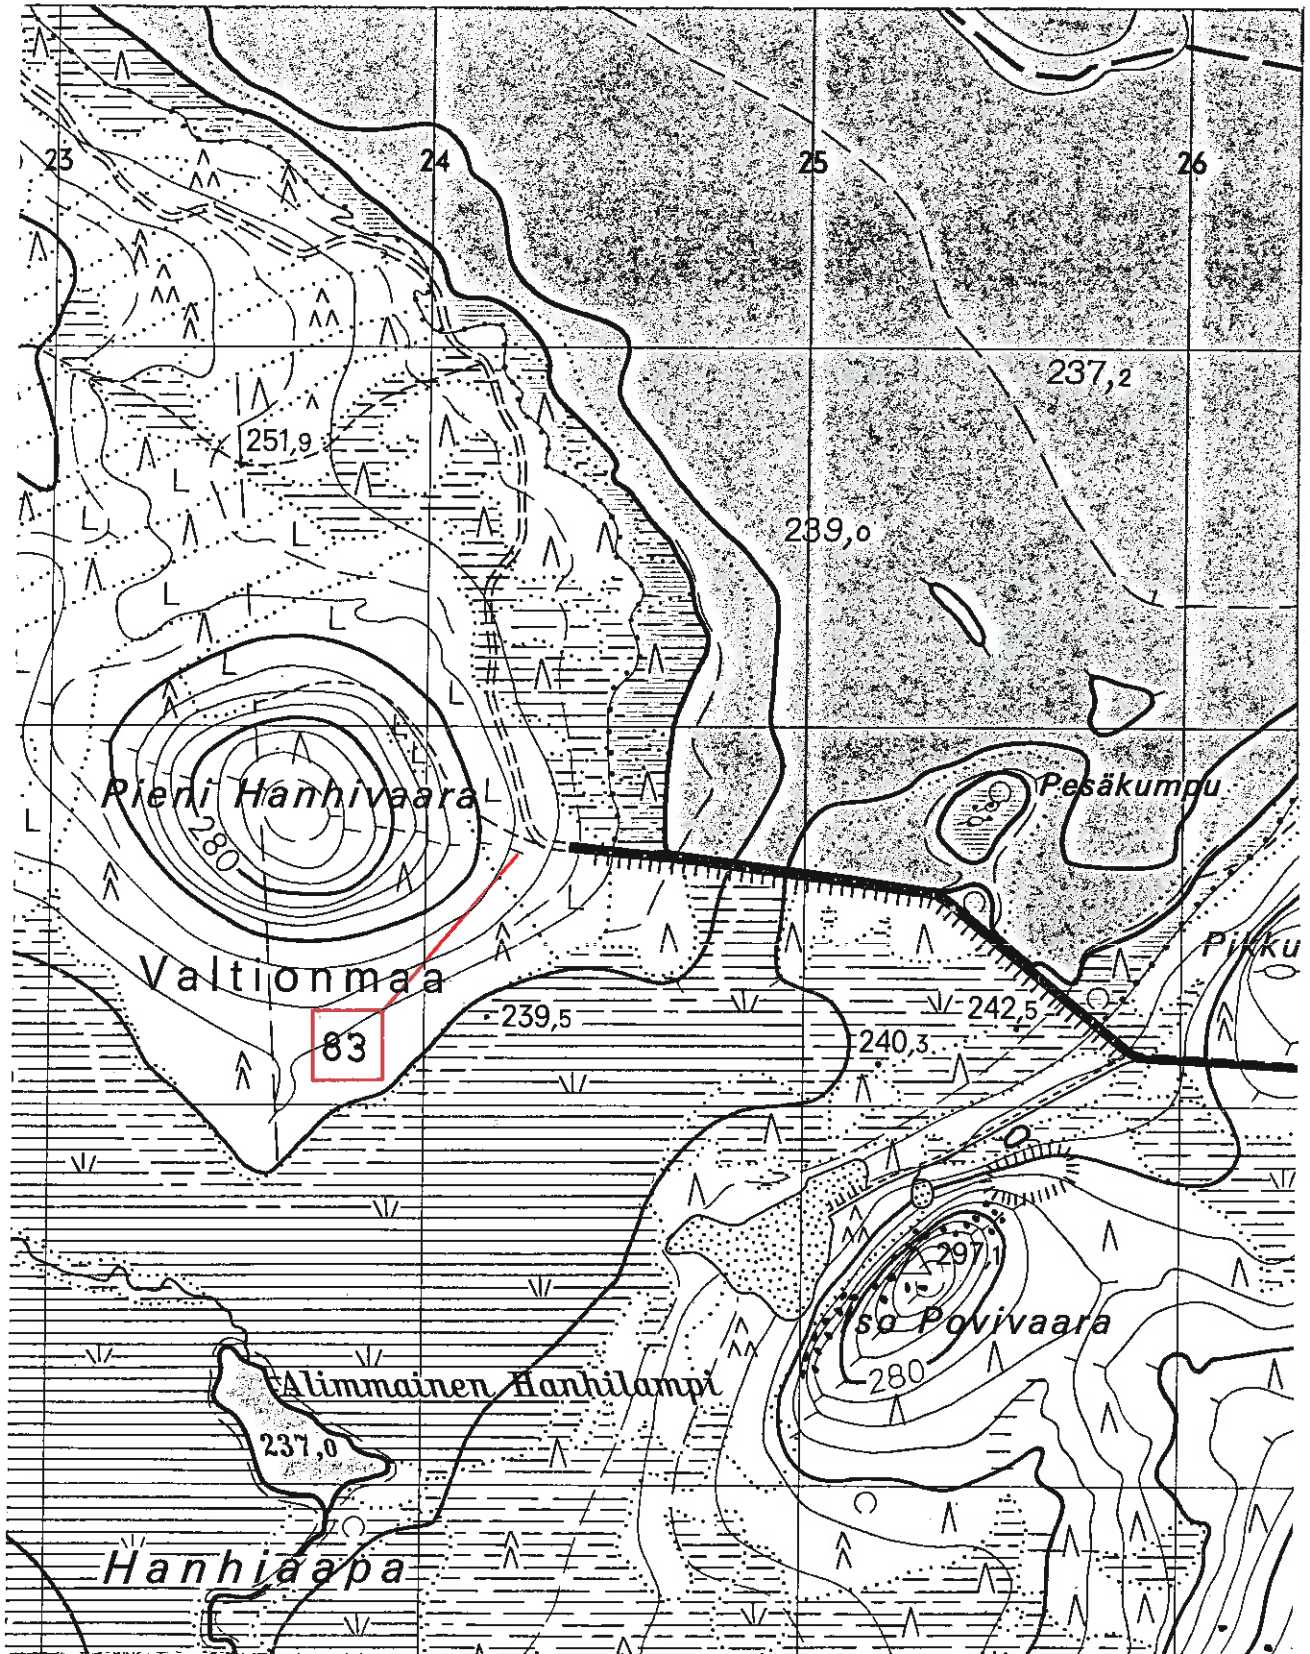 23
24
25
26
237,2
251,9
239,0
Pesäkumpu
Pieni Hanhivaara
280
Pikku
Valtionmaa
239,5
242,5
83
240,3
297,1
Iso Povivaara
280
Alimmainen Hanhilampi
237,0
Hanhiaapa